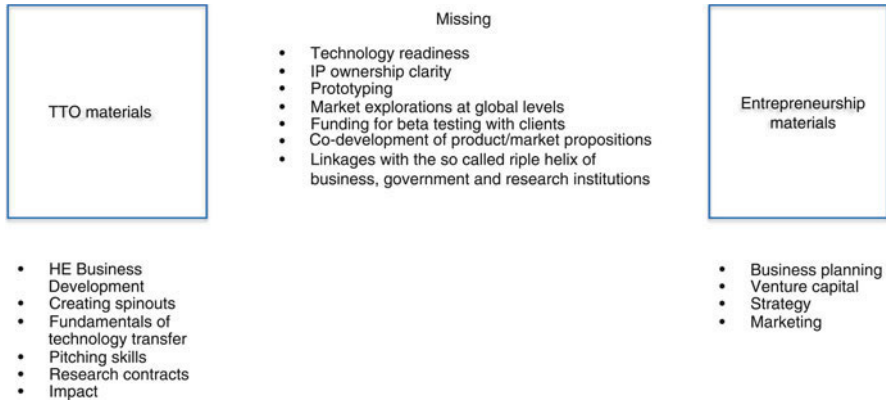 TTO materials
Missing
• Technology readiness
• IP ownership clarity
• Prototyping
• Market explorations at global levels
• Funding for beta testing with clients
• Co-development of product/market propositions
• Linkages with the so called riple helix of
business, government and research institutions
Entrepreneurship
materials
• HE Business
Development
• Creating spinouts
• Fundamentals of
technology transfer
• Pitching skills
• Research contracts
• Impact
• Business planning
• Venture capital
• Strategy
• Marketing